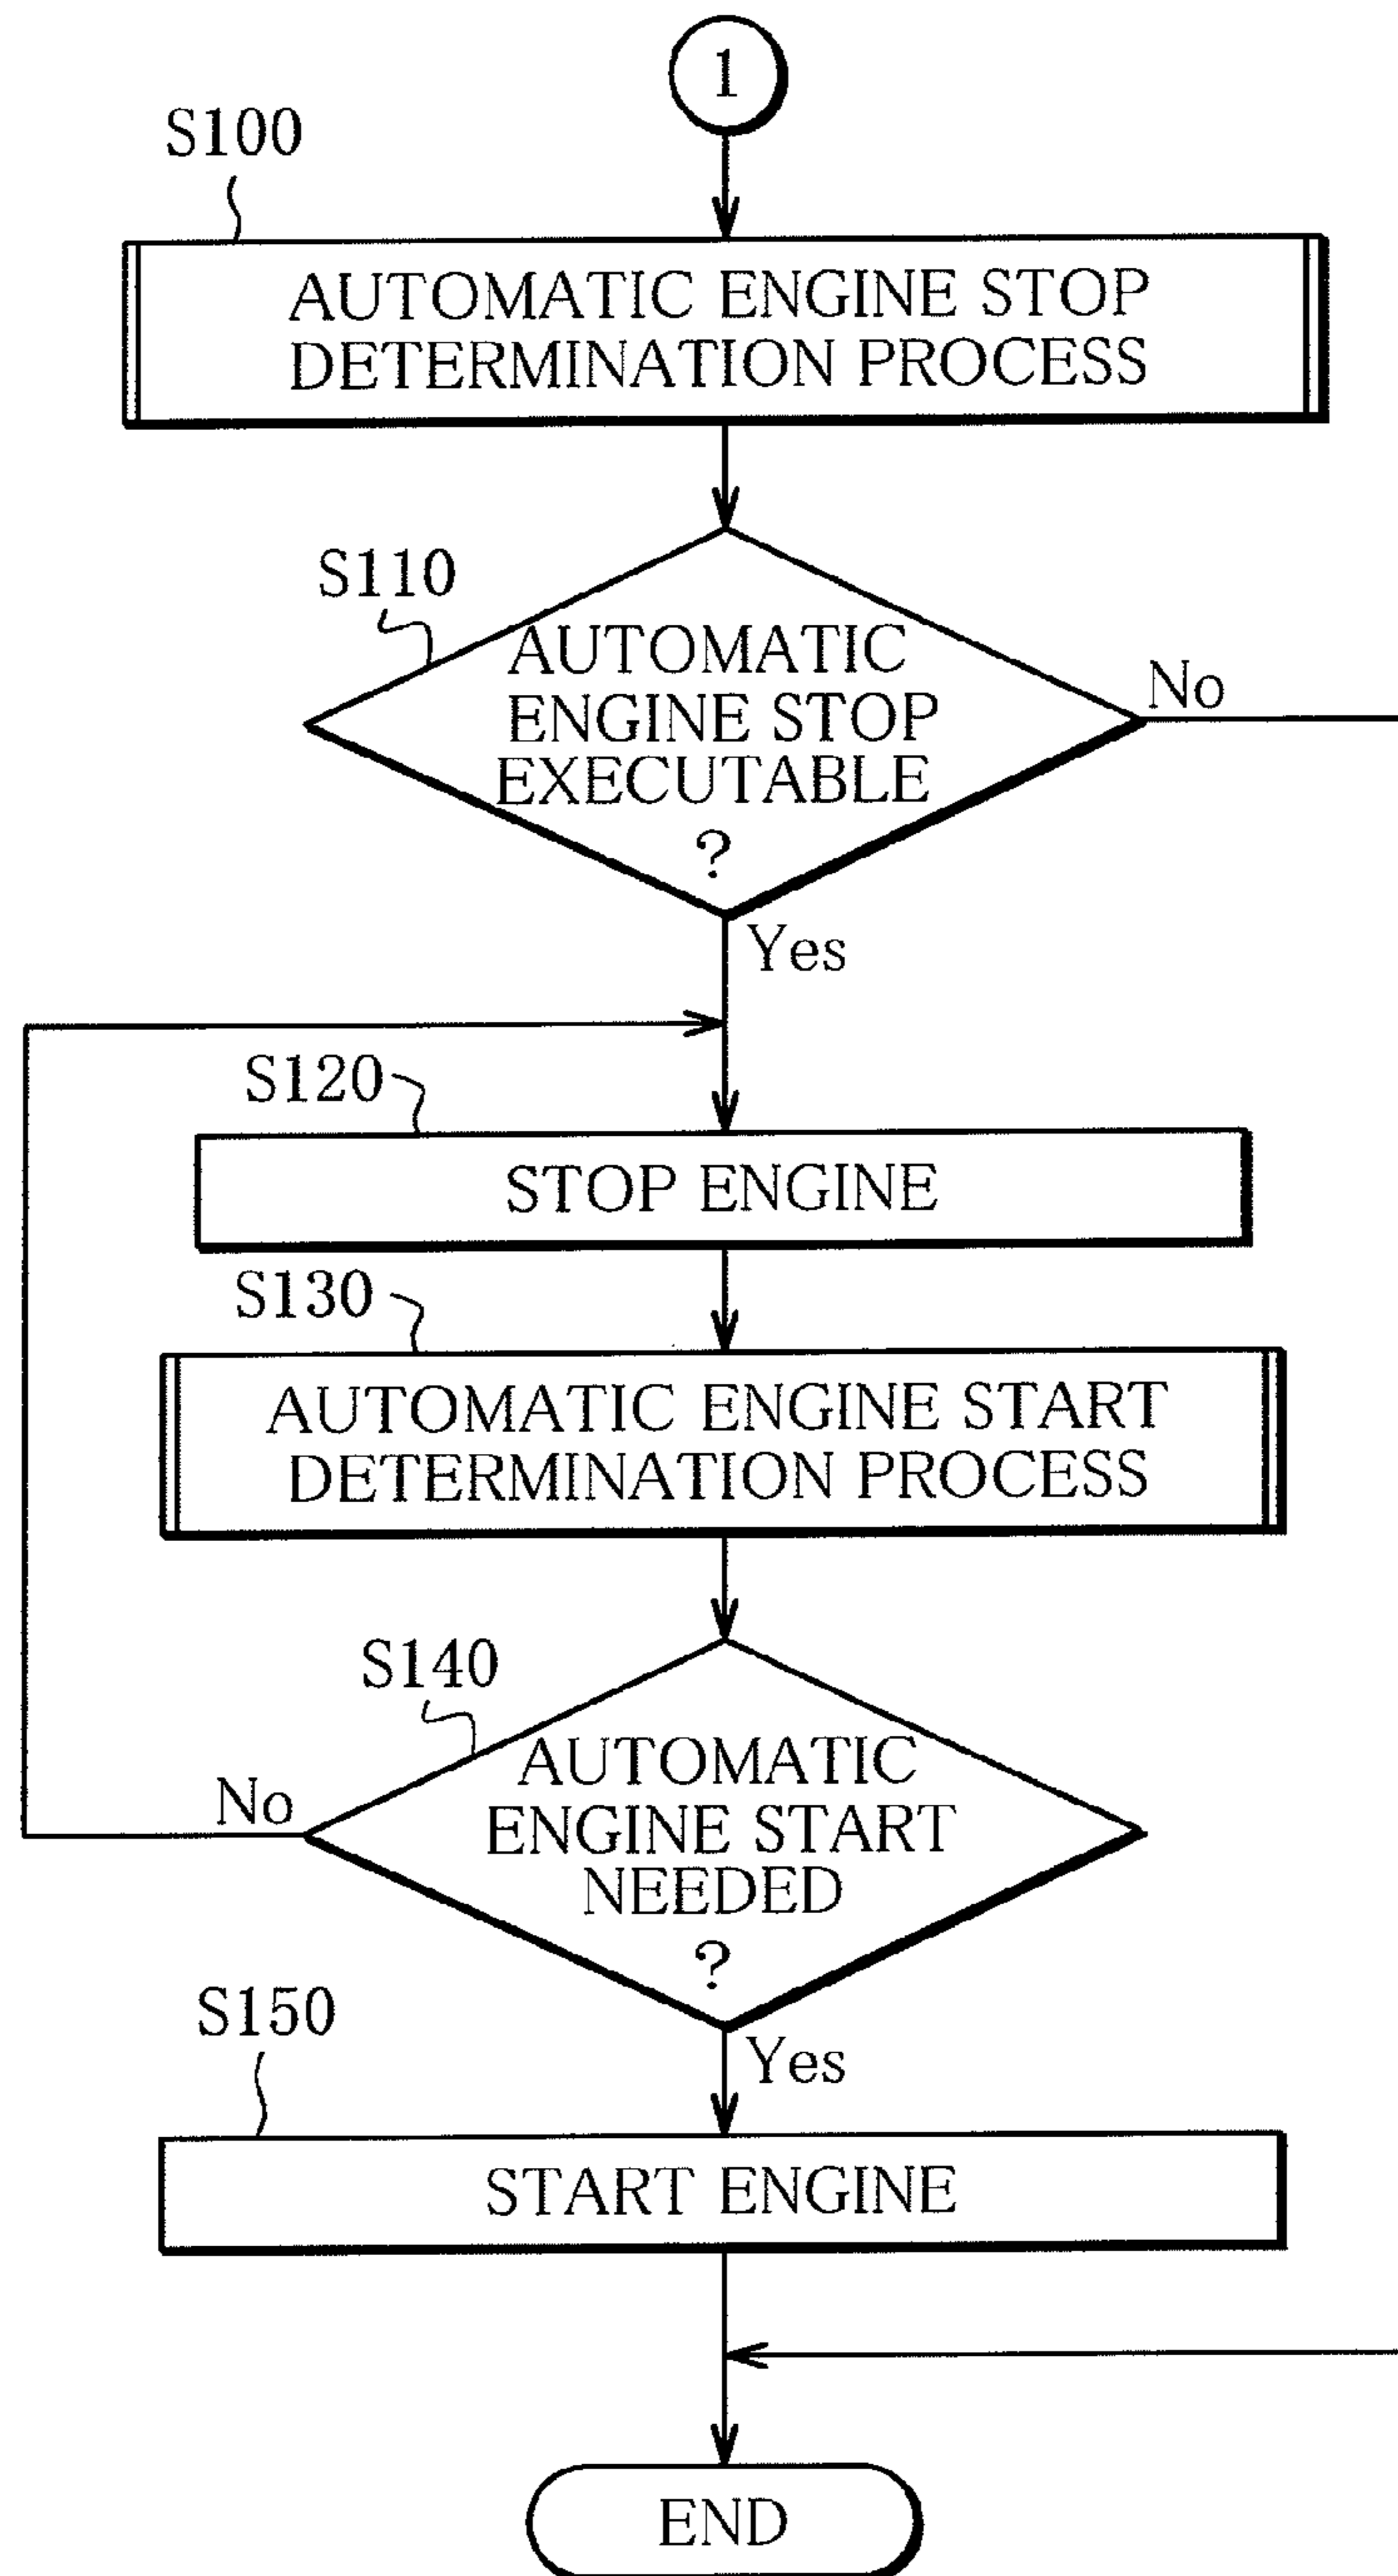 1
S100
AUTOMATIC ENGINE STOP
DETERMINATION PROCESS
S110
AUTOMATIC
ENGINE STOP
EXECUTABLE
?
No
Yes
S120
STOP ENGINE
S130
AUTOMATIC ENGINE START
DETERMINATION PROCESS
S140
AUTOMATIC
ENGINE START
NEEDED
?
No
Yes
S150
START ENGINE
END